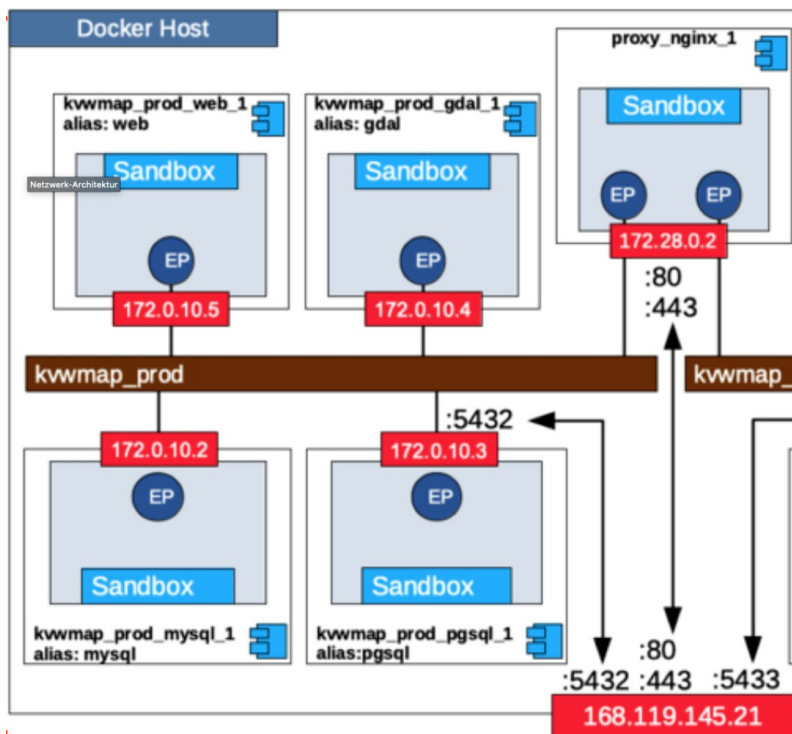 Docker Host
proxy_nginx_1
Sandbox
EP
EP
172.28.0.2
:80
:443
kvwmap_prod_web_1
alias: web
Sandbox
Netzwerk-Architektur
EP
172.0.10.5
kvwmap_prod_gdal_1
alias: gdal
Sandbox
EP
172.0.10.4
kvwmap_prod
kvwmap_
172.0.10.2
EP
Sandbox
kvwmap_prod_mysql_1
alias: mysql
:5432
172.0.10.3
EP
Sandbox
kvwmap_prod_pgsql_1
alias:pgsql
:80
:5432 :443 :5433
168.119.145.21